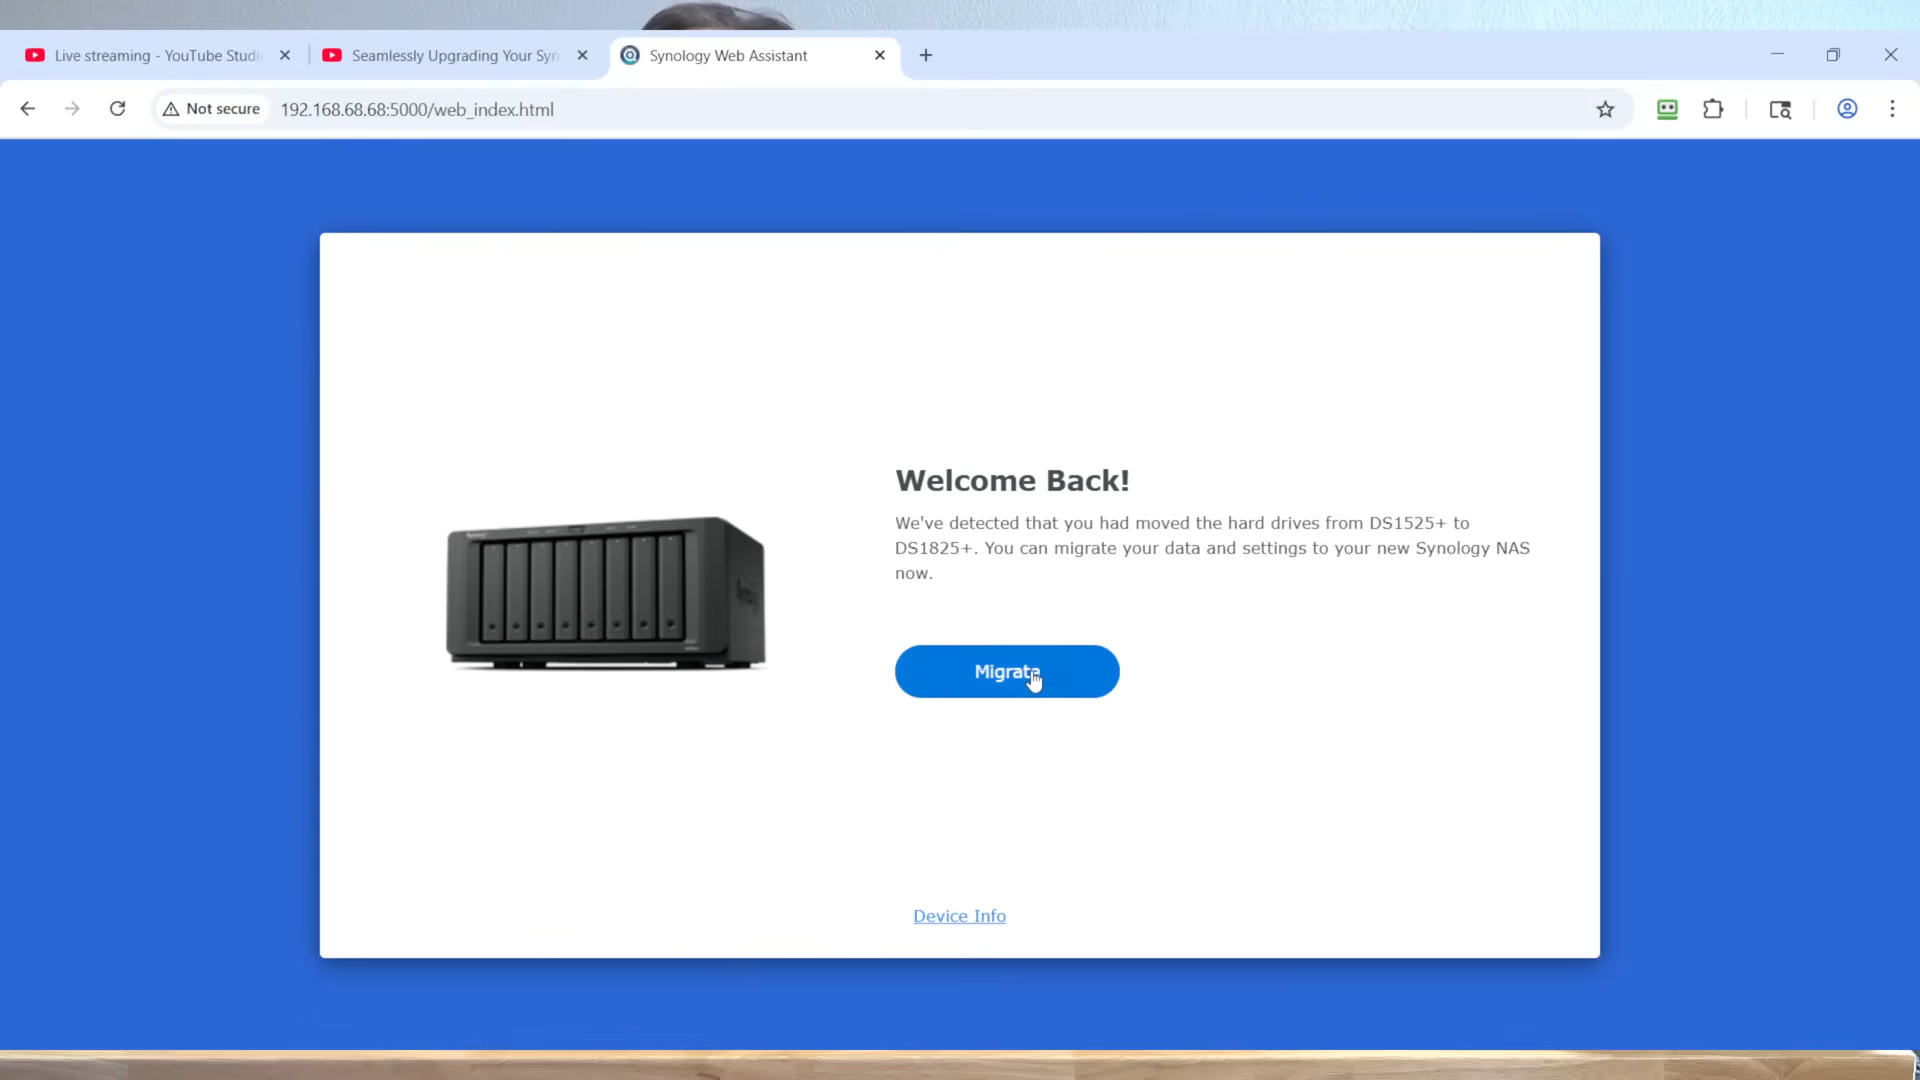 Live streaming - YouTube Studi
Seamlessly Upgrading Your Syn
Synology Web Assistant
Not secure
192.168.68.68:5000/web_index.html
Welcome Back!
We've detected that you had moved the hard drives from DS1525+ to
DS1825+. You can migrate your data and settings to your new Synology NAS
now.
Migrate
Device Info